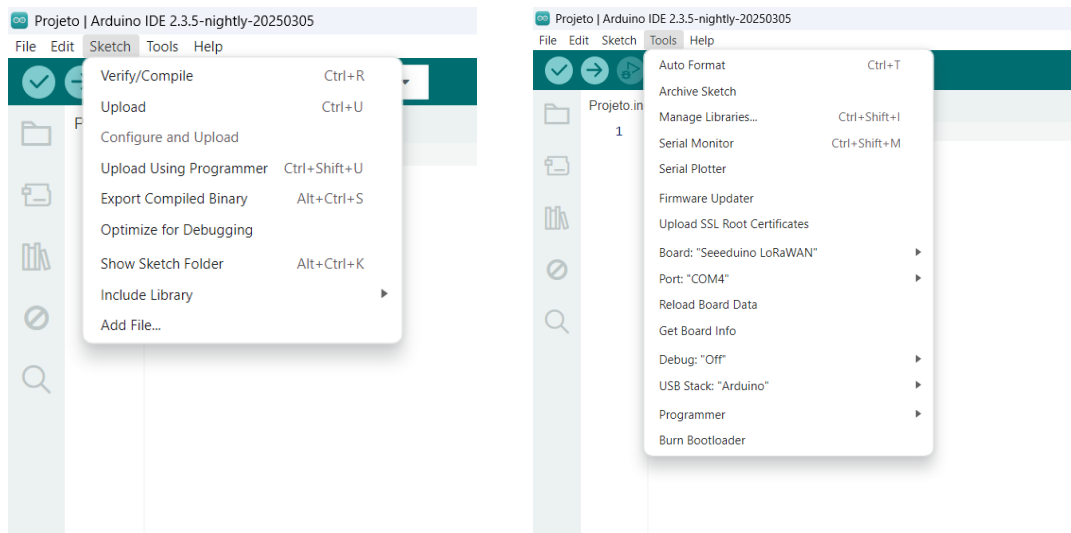 Projeto | Arduino IDE 2.3.5-nightly-20250305
File Edit Sketch Tools Help
Verify/Compile Ctrl+R
Upload Ctrl+U
Configure and Upload
Upload Using Programmer Ctrl+Shift+U
Export Compiled Binary Alt+Ctrl+S
Optimize for Debugging
Show Sketch Folder Alt+Ctrl+K
Include Library
Add File...
Projeto | Arduino IDE 2.3.5-nightly-20250305
File Edit Sketch Tools Help
Projeto.in
1
Auto Format Ctrl+T
Archive Sketch
Manage Libraries... Ctrl+Shift+I
Serial Monitor Ctrl+Shift+M
Serial Plotter
Firmware Updater
Upload SSL Root Certificates
Board: "Seeeduino LoRaWAN"
Port: "COM4"
Reload Board Data
Get Board Info
Debug: "Off"
USB Stack: "Arduino"
Programmer
Burn Bootloader